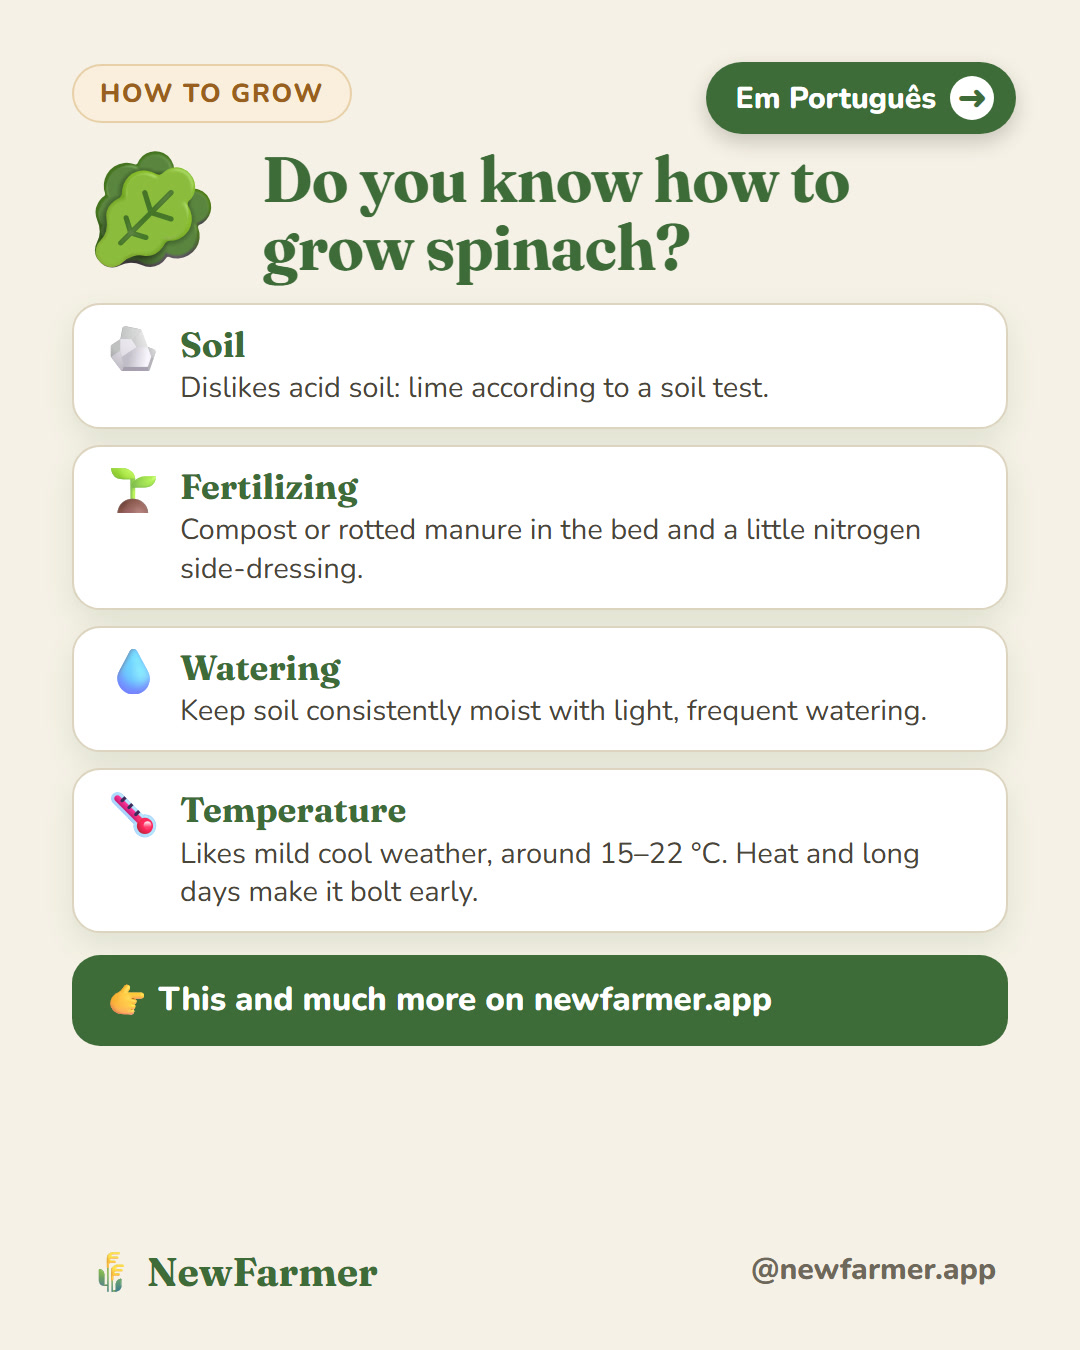 HOW TO GROW
Em Português
Do you know how to
grow spinach?
Soil
Dislikes acid soil: lime according to a soil test.
Fertilizing
Compost or rotted manure in the bed and a little nitrogen
side-dressing.
Watering
Keep soil consistently moist with light, frequent watering.
Temperature
Likes mild cool weather, around 15–22 °C. Heat and long
days make it bolt early.
This and much more on newfarmer.app
NewFarmer
@newfarmer.app